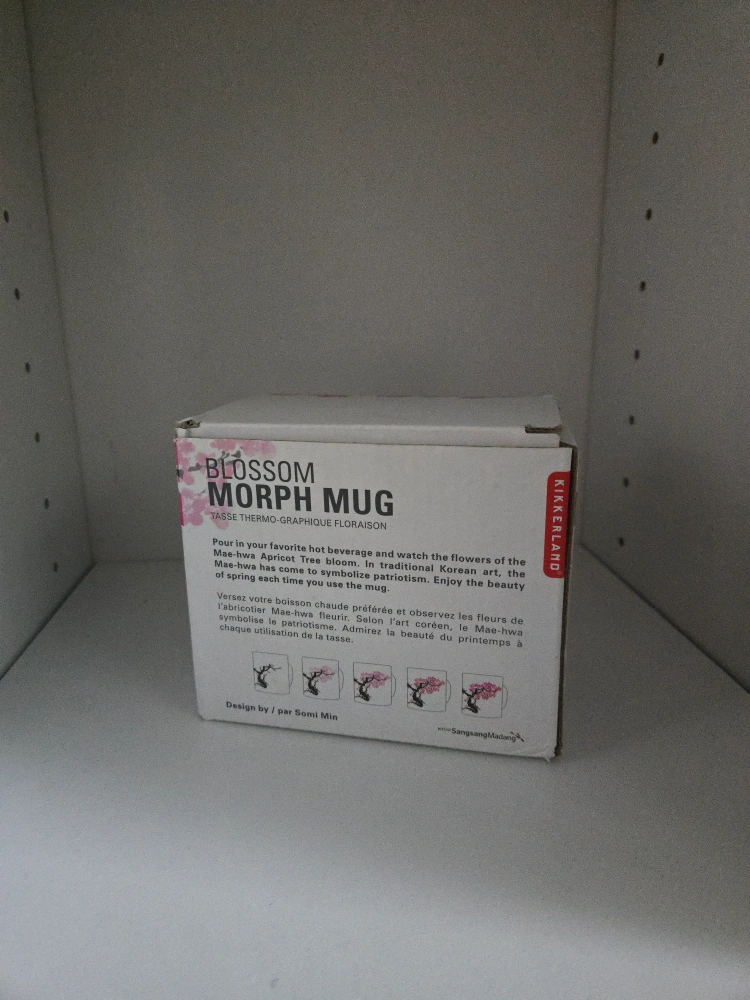 BLOSSOM
MORPH MUG
TASSE THERMO-GRAPHIQUE FLORAISON
KIKKERLAND
Pour in your favorite hot beverage and watch the flowers of the
Mae-hwa Apricot Tree bloom. In traditional Korean art, the
Mae-hwa has come to symbolize patriotism. Enjoy the beauty
of spring each time you use the mug.
Versez votre boisson chaude préférée et observez les fleurs de
l'abricotier Mae-hwa fleurir. Selon l'art coréen, le Mae-hwa
symbolise le patriotisme. Admirez la beauté du printemps à
chaque utilisation de la tasse.
Design by / par Somi Min
SangsangMadang